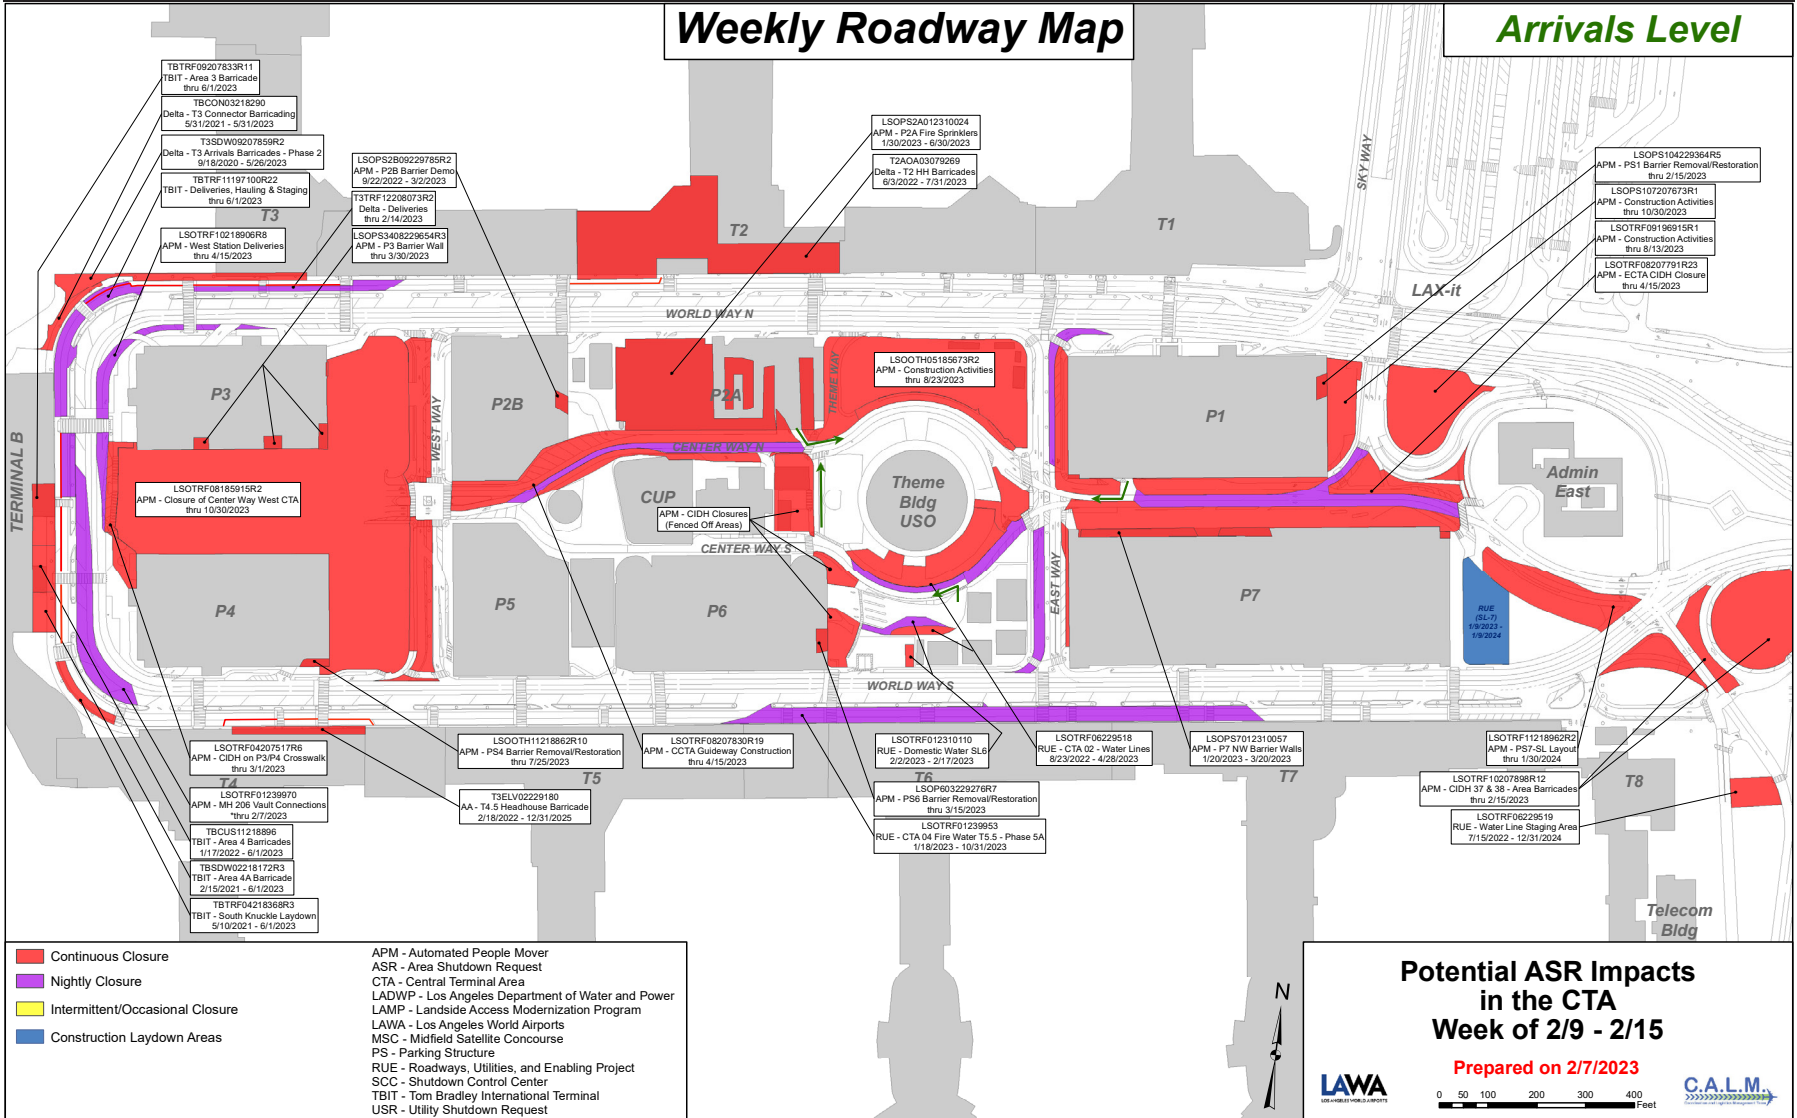 Weekly Roadway Map
Arrivals Level
TBTRF09207833R11
TBIT - Area 3 Barricade
thru 6/1/2023
TBCON03218290
Delta - T3 Connector Barricading
5/31/2021 - 5/31/2023
T3SDW09207859R2
Delta - T3 Arrivals Barricades - Phase 2
9/18/2020 - 5/26/2023
TBTRF11197100R22
TBIT - Deliveries, Hauling & Staging
thru 6/1/2023
LSOTRF10218906R8
APM - West Station Deliveries
thru 4/15/2023
LSOPS2B09229785R2
APM - P2B Barrier Demo
9/22/2022 - 3/2/2023
T3TRF12208073R2
Delta - Deliveries
thru 2/14/2023
LSOPS3408229654R3
APM - P3 Barrier Wall
thru 3/30/2023
LSOPS2A012310024
APM - P2A Fire Sprinklers
1/30/2023 - 6/30/2023
T2AOA03079269
Delta - T2 HH Barricades
6/3/2022 - 7/31/2023
LSOPS104229364R5
APM - PS1 Barrier Removal/Restoration
thru 2/15/2023
LSOPS107207673R1
APM - Construction Activities
thru 10/30/2023
LSOTRF09196915R1
APM - Construction Activities
thru 8/13/2023
LSOTRF08207791R23
APM - ECTA CIDH Closure
thru 4/15/2023
T3
T2
T1
SKY WAY
LAX-it
WORLD WAY N
LSOOTH05185673R2
APM - Construction Activities
thru 8/23/2023
P3
P2B
P2A
THEME WAY
P1
WEST WAY
CENTER WAY N
TERMINAL B
LSOTRF08185915R2
APM - Closure of Center Way West CTA
thru 10/30/2023
CUP
Theme
Bldg
USO
Admin
East
APM - CIDH Closures
(Fenced Off Areas)
CENTER WAY S
EAST WAY
P4
P5
P6
P7
RUE
(SL-7)
1/9/2023 -
1/9/2024
WORLD WAY S
LSOTRF04207517R6
APM - CIDH on P3/P4 Crosswalk
thru 3/1/2023
T4
LSOTRF01239970
APM - MH 206 Vault Connections
*thru 2/7/2023
TBCUS11218896
TBIT - Area 4 Barricades
1/17/2022 - 6/1/2023
TBSDW02218172R3
TBIT - Area 4A Barricade
2/15/2021 - 6/1/2023
TBTRF04218368R3
TBIT - South Knuckle Laydown
5/10/2021 - 6/1/2023
LSOOTH11218862R10
APM - PS4 Barrier Removal/Restoration
thru 7/25/2023
T3ELV02229180
AA - T4.5 Headhouse Barricade
2/18/2022 - 12/31/2025
T5
LSOTRF08207830R19
APM - CCTA Guideway Construction
thru 4/15/2023
LSOTRF012310110
RUE - Domestic Water SL6
2/2/2023 - 2/17/2023
T6
LSOP603229276R7
APM - PS6 Barrier Removal/Restoration
thru 3/15/2023
LSOTRF01239953
RUE - CTA 04 Fire Water T5.5 - Phase 5A
1/18/2023 - 10/31/2023
LSOTRF06229518
RUE - CTA 02 - Water Lines
8/23/2022 - 4/28/2023
LSOPS7012310057
APM - P7 NW Barrier Walls
1/20/2023 - 3/20/2023
T7
LSOTRF11218962R2
APM - PS7-SL Layout
thru 1/30/2024
LSOTRF10207898R12
APM - CIDH 37 & 38 - Area Barricades
thru 2/15/2023
LSOTRF06229519
RUE - Water Line Staging Area
7/15/2022 - 12/31/2024
T8
Telecom
Bldg
Continuous Closure
Nightly Closure
Intermittent/Occasional Closure
Construction Laydown Areas
APM - Automated People Mover
ASR - Area Shutdown Request
CTA - Central Terminal Area
LADWP - Los Angeles Department of Water and Power
LAMP - Landside Access Modernization Program
LAWA - Los Angeles World Airports
MSC - Midfield Satellite Concourse
PS - Parking Structure
RUE - Roadways, Utilities, and Enabling Project
SCC - Shutdown Control Center
TBIT - Tom Bradley International Terminal
USR - Utility Shutdown Request
N
Potential ASR Impacts
in the CTA
Week of 2/9 - 2/15
Prepared on 2/7/2023
LAWA
LOS ANGELES WORLD AIRPORTS
0 50 100 200 300 400
Feet
C.A.L.M.